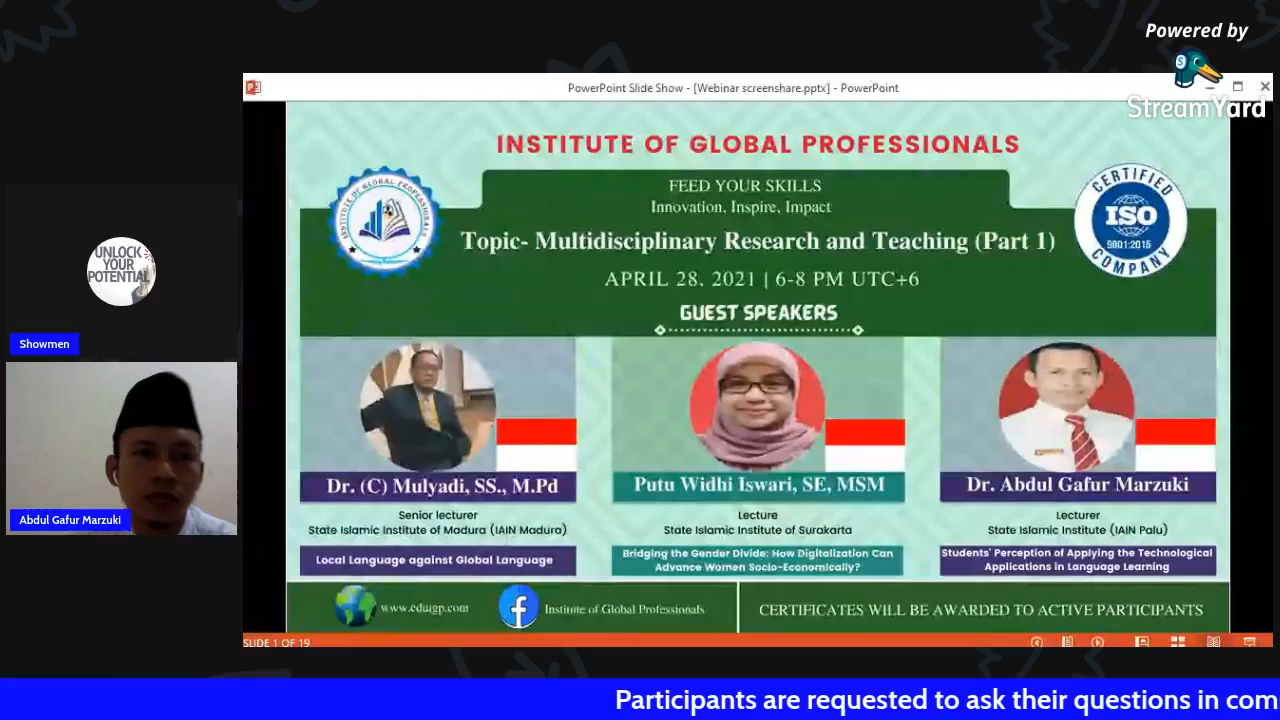 Powered by
StreamYard
PowerPoint Slide Show - [Webinar screenshare.pptx] - PowerPoint
INSTITUTE OF GLOBAL PROFESSIONALS
INSTITUTE OF GLOBAL PROFESSIONALS
FEED YOUR SKILLS
Innovation, Inspire, Impact
Topic- Multidisciplinary Research and Teaching (Part 1)
APRIL 28, 2021 | 6-8 PM UTC+6
CERTIFIED
ISO
9001:2015
COMPANY
GUEST SPEAKERS
UNLOCK
YOUR
POTENTIAL
Showmen
Abdul Gafur Marzuki
Dr. (C) Mulyadi, SS., M.Pd
Senior lecturer
State Islamic Institute of Madura (IAIN Madura)
Local Language against Global Language
Putu Widhi Iswari, SE, MSM
Lecture
State Islamic Institute of Surakarta
Bridging the Gender Divide: How Digitalization Can
Advance Women Socio-Economically?
Dr. Abdul Gafur Marzuki
Lecturer
State Islamic Institute (IAIN Palu)
Students' Perception of Applying the Technological
Applications in Language Learning
www.eduigp.com
Institute of Global Professionals
CERTIFICATES WILL BE AWARDED TO ACTIVE PARTICIPANTS
SLIDE 1 OF 19
Participants are requested to ask their questions in com